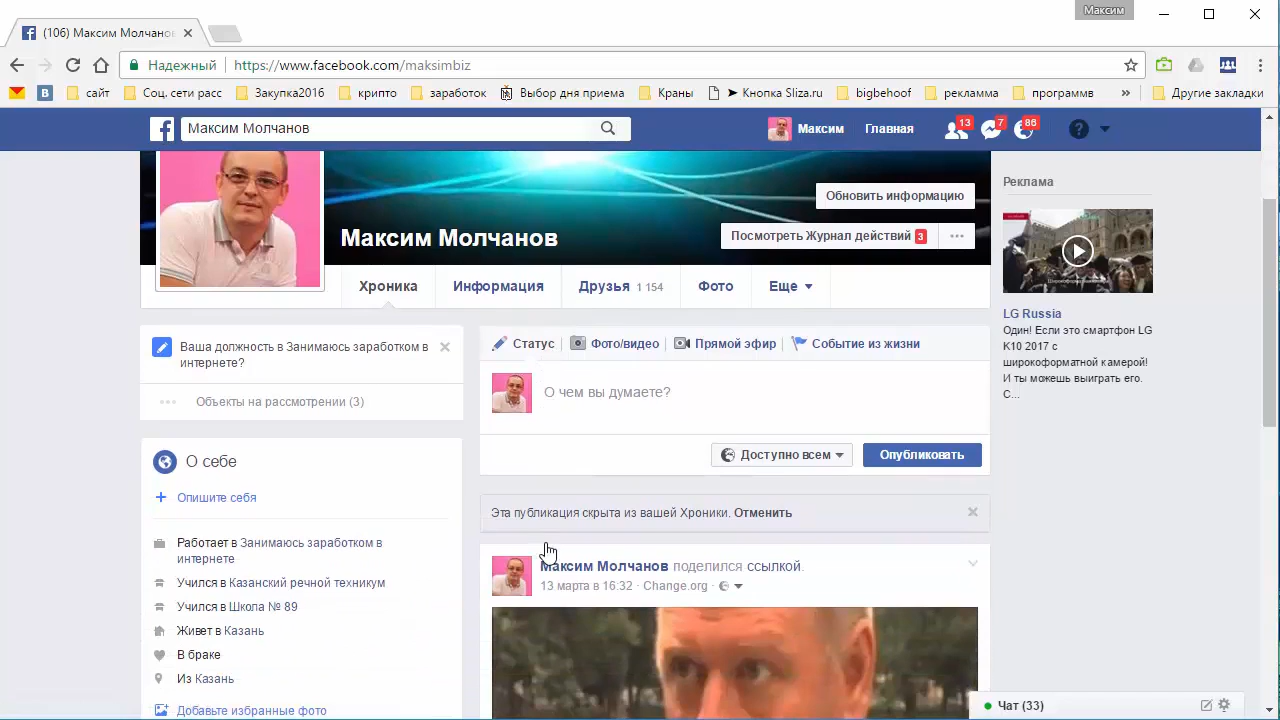 Максим
(106) Максим Молчанов
Надежный https://www.facebook.com/maksimbiz
сайт Соц. сети расс Закупка2016 крипто заработок Выбор дня приема Краны ➤ Кнопка Sliza.ru bigbehoof рекламма программ » Другие закладки
Максим Молчанов Максим Главная 13 7 86
Реклама
Обновить информацию
Максим Молчанов Посмотреть Журнал действий 3 ...
Хроника Информация Друзья 1 154 Фото Еще
LG Russia
Один! Если это смартфон LG
K10 2017 с
широкоформатной камерой!
И ты можешь выиграть его.
С...
Ваша должность в Занимаюсь заработком в
интернете?
Объекты на рассмотрении (3)
Статус Фото/видео Прямой эфир Событие из жизни
О чем вы думаете?
Доступно всем Опубликовать
О себе
Опишите себя
Работает в Занимаюсь заработком в
интернете
Учился в Казанский речной техникум
Учился в Школа № 89
Живет в Казань
В браке
Из Казань
Добавьте избранные фото
Эта публикация скрыта из вашей Хроники. Отменить
Максим Молчанов поделился ссылкой.
13 марта в 16:32 · Change.org ·
Чат (33)